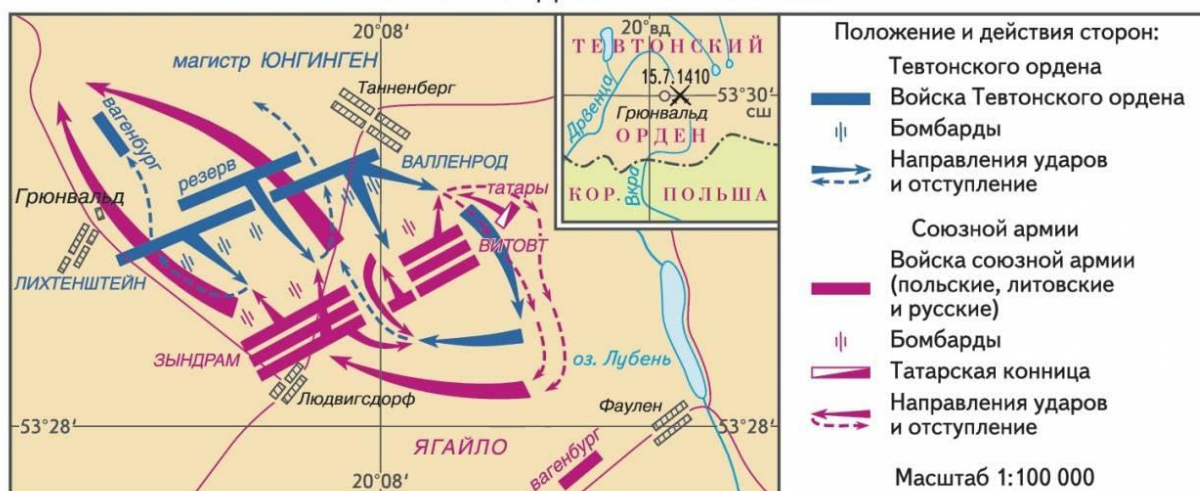 20°08'
магистр ЮНГИНГЕН
Танненберг
вагенбург
резерв
ВАЛЛЕНРОД
татары
Грюнвальд
ВИТОВТ
ЛИХТЕНШТЕЙН
ЗЫНДРАМ
оз. Лубень
Людвигсдорф
Фаулен
53°28'
53°28'
ЯГАЙЛО
вагенбург
20°08'
20° вд
ТЕВТОНСКИЙ
15.7.1410
53°30'
сш
Грюнвальд
Дрвенца
ОРДЕН
Вкра
КОР. ПОЛЬША
Положение и действия сторон:
Тевтонского ордена
Войска Тевтонского ордена
Бомбарды
Направления ударов
и отступление
Союзной армии
Войска союзной армии
(польские, литовские
и русские)
Бомбарды
Татарская конница
Направления ударов
и отступление
Масштаб 1:100 000